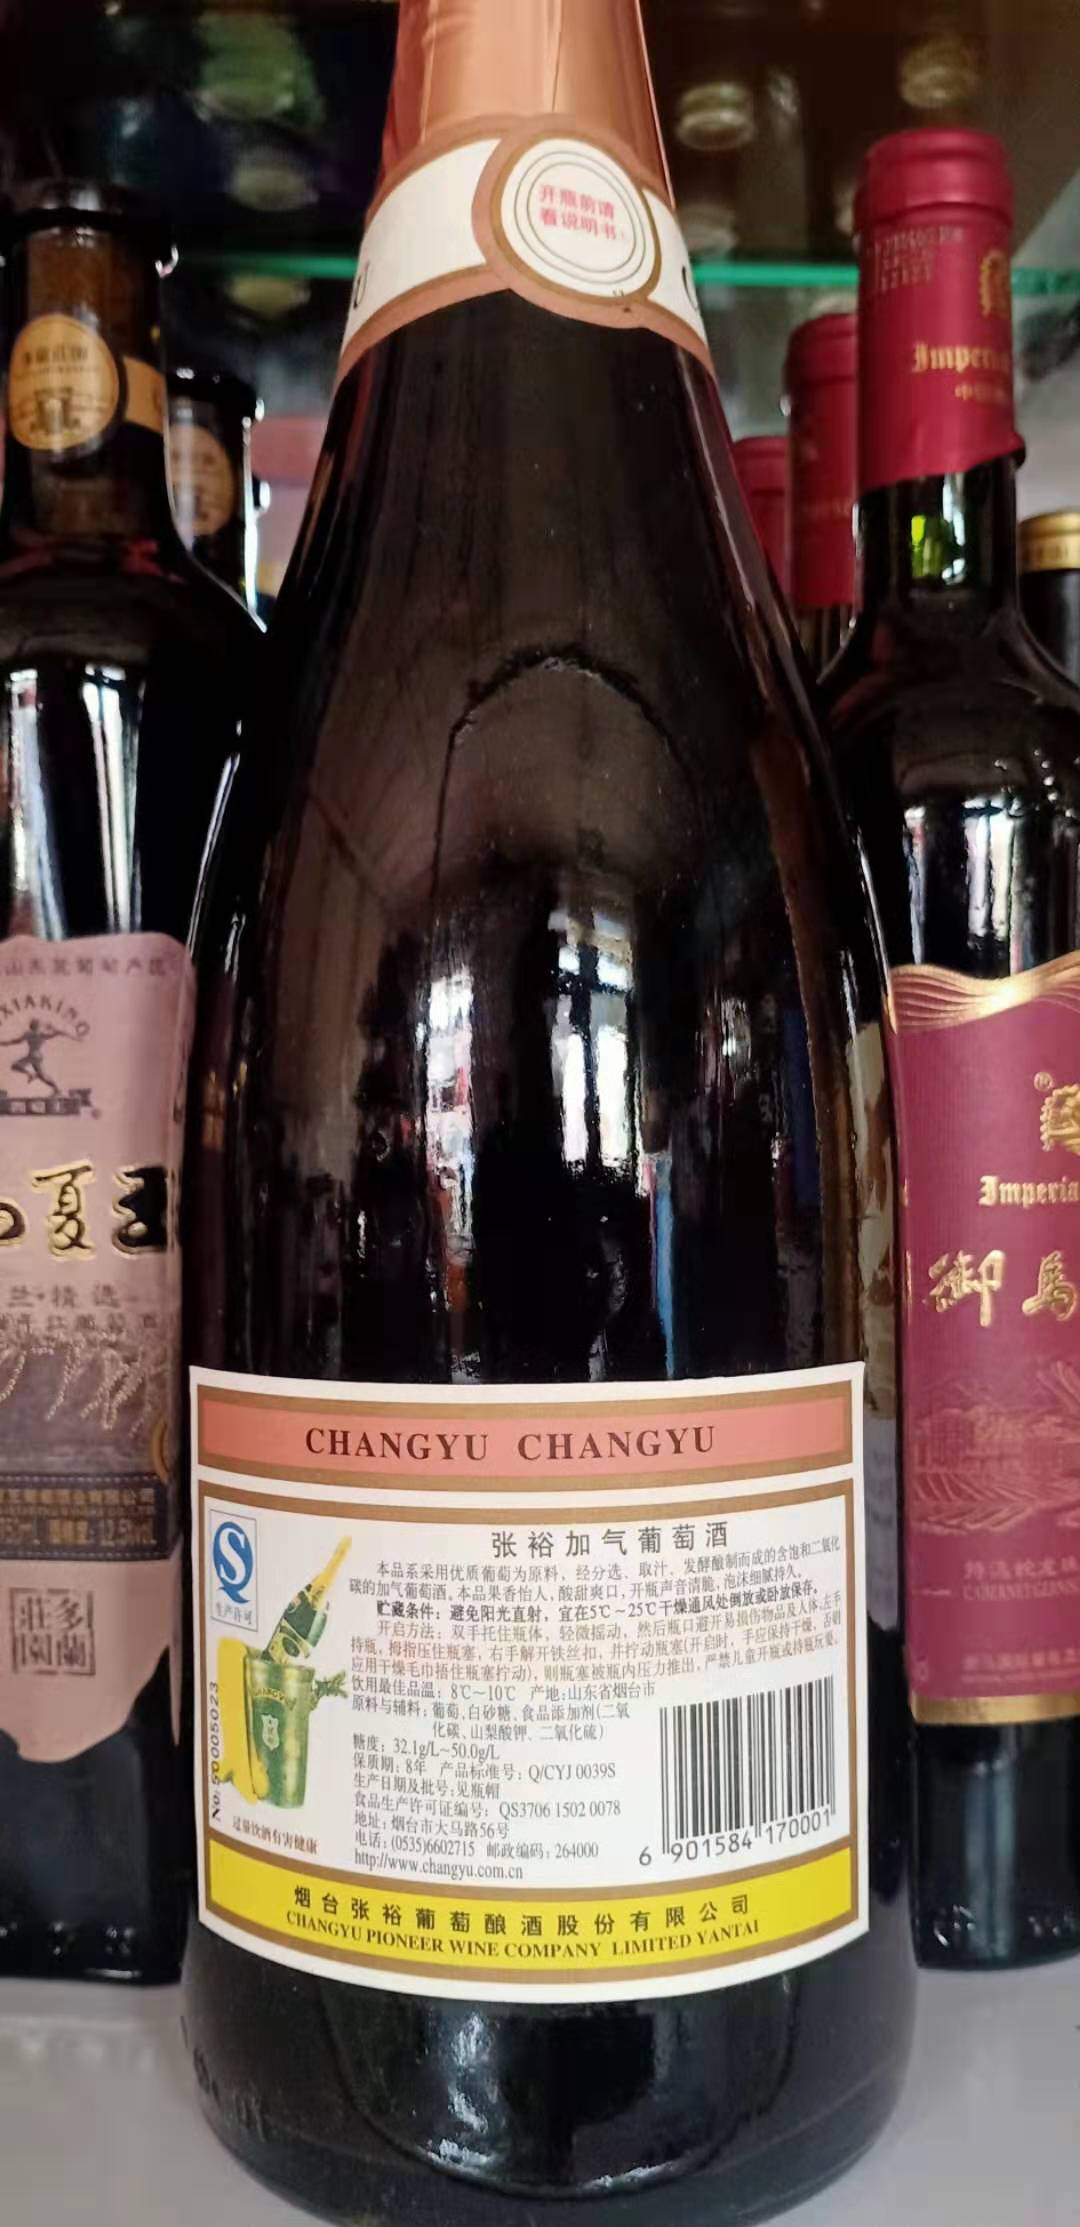 开瓶前请
看说明书!
Imperia
XIAKING
夏王
兰·精选
Imperia
御马
CHANGYU CHANGYU
QS
生产许可
张裕加气葡萄酒
本品系采用优质葡萄为原料，经分选、取汁、发酵酿制而成的含饱和二氧化
碳的加气葡萄酒。本品果香怡人，酸甜爽口，开瓶声音清脆，泡沫细腻持久。
贮藏条件：避免阳光直射，宜在5℃~25℃干燥通风处倒放或卧放保存。
开启方法：双手托住瓶体，轻微摇动，然后瓶口避开易损伤物品及人体，左手
持瓶，拇指压住瓶塞，右手解开铁丝扣，并拧动瓶塞(开启时，手应保持干燥，否则
应用干燥毛巾捂住瓶塞拧动)，则瓶塞被瓶内压力推出，严禁儿童开瓶或持瓶玩耍。
饮用最佳品温：8℃~10℃ 产地:山东省烟台市
原料与辅料：葡萄、白砂糖、食品添加剂(二氧
化碳、山梨酸钾、二氧化硫)
糖度：32.1g/L~50.0g/L
保质期：8年 产品标准号：Q/CYJ 0039S
生产日期及批号:见瓶帽
食品生产许可证编号：QS3706 1502 0078
地址：烟台市大马路56号
电话：(0535)6602715 邮政编码：264000
http://www.changyu.com.cn
No: 50005023
过量饮酒有害健康
6 901584 170001
烟台张裕葡萄酿酒股份有限公司
CHANGYU PIONEER WINE COMPANY LIMITED YANTAI